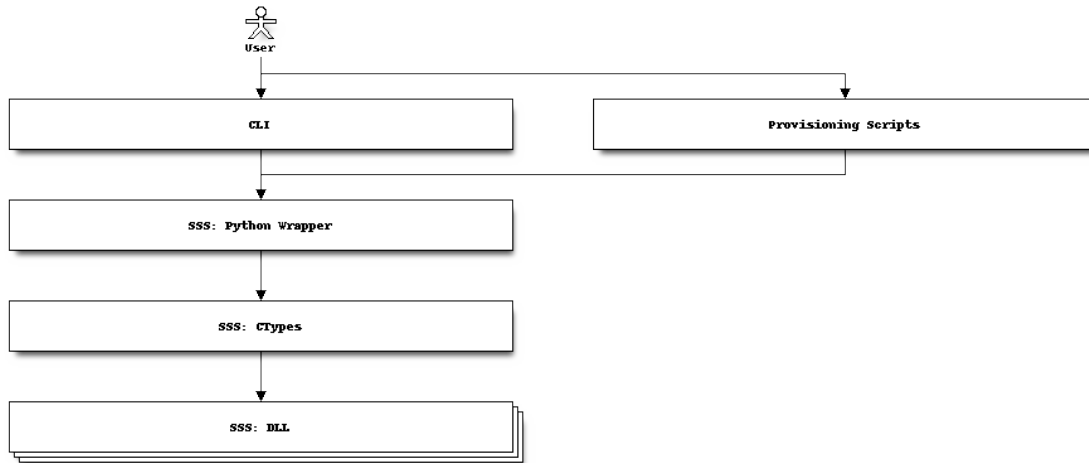 User
CLI
Provisioning Scripts
SSS: Python Wrapper
SSS: CTypes
SSS: DLL